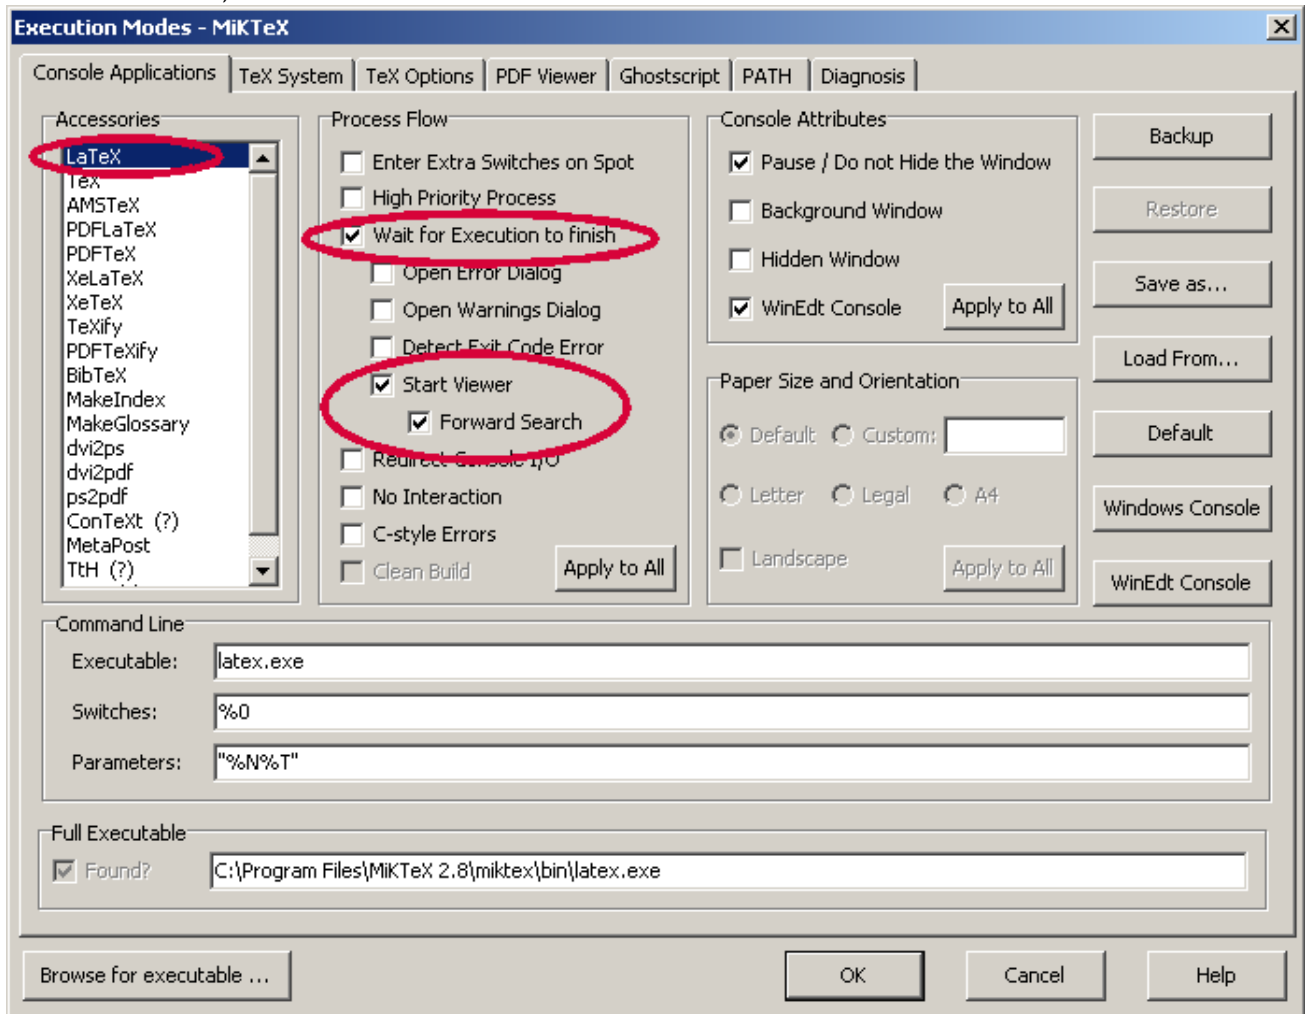 Execution Modes - MiKTeX
Console Applications TeX System TeX Options PDF Viewer Ghostscript PATH Diagnosis
Accessories
LaTeX
TeX
AMSTeX
PDFLaTeX
PDFTeX
XeLaTeX
XeTeX
TeXify
PDFTeXify
BibTeX
MakeIndex
MakeGlossary
dvi2ps
dvi2pdf
ps2pdf
ConTeXt (?)
MetaPost
TtH (?)
Process Flow
Enter Extra Switches on Spot
High Priority Process
Wait for Execution to finish
Open Error Dialog
Open Warnings Dialog
Detect Exit Code Error
Start Viewer
Forward Search
Redirect Console I/O
No Interaction
C-style Errors
Clean Build
Apply to All
Console Attributes
Pause / Do not Hide the Window
Background Window
Hidden Window
WinEdt Console
Apply to All
Paper Size and Orientation
Default Custom:
Letter Legal A4
Landscape
Apply to All
Backup
Restore
Save as...
Load From...
Default
Windows Console
WinEdt Console
Command Line
Executable: latex.exe
Switches: %O
Parameters: "%N%T"
Full Executable
Found? C:\Program Files\MiKTeX 2.8\miktex\bin\latex.exe
Browse for executable ...
OK Cancel Help